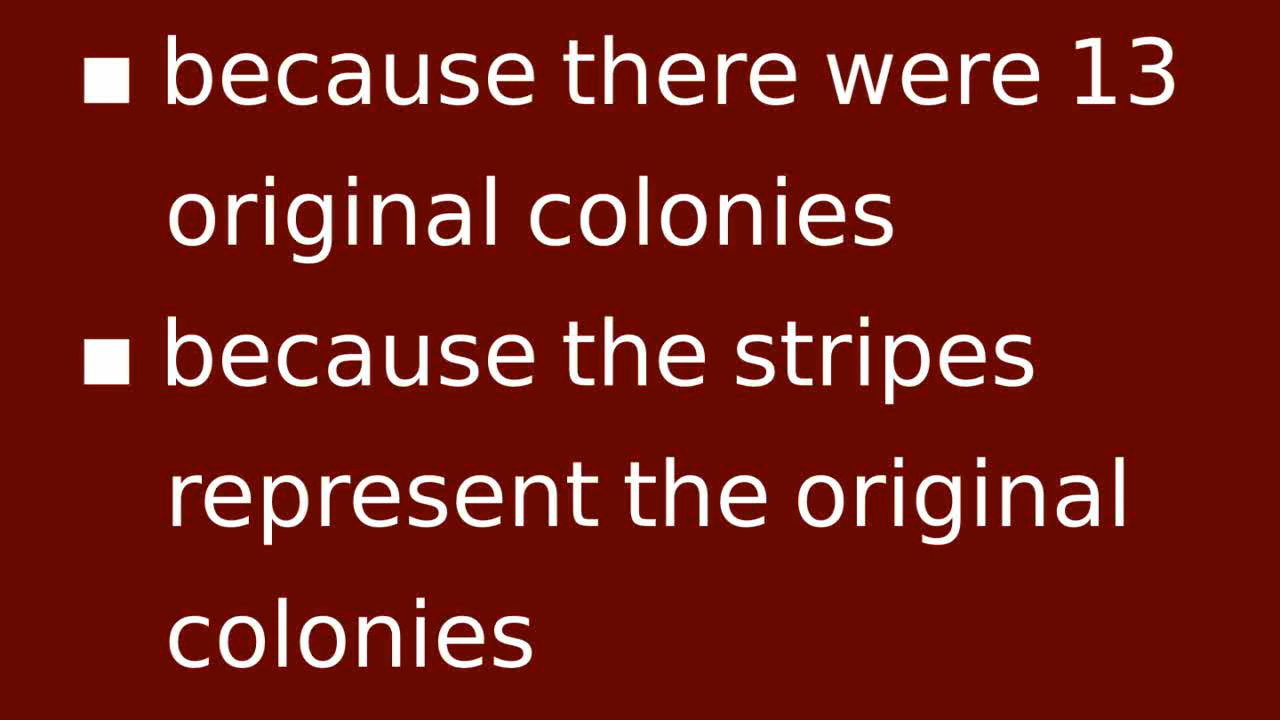 ▪ because there were 13
original colonies
▪ because the stripes
represent the original
colonies